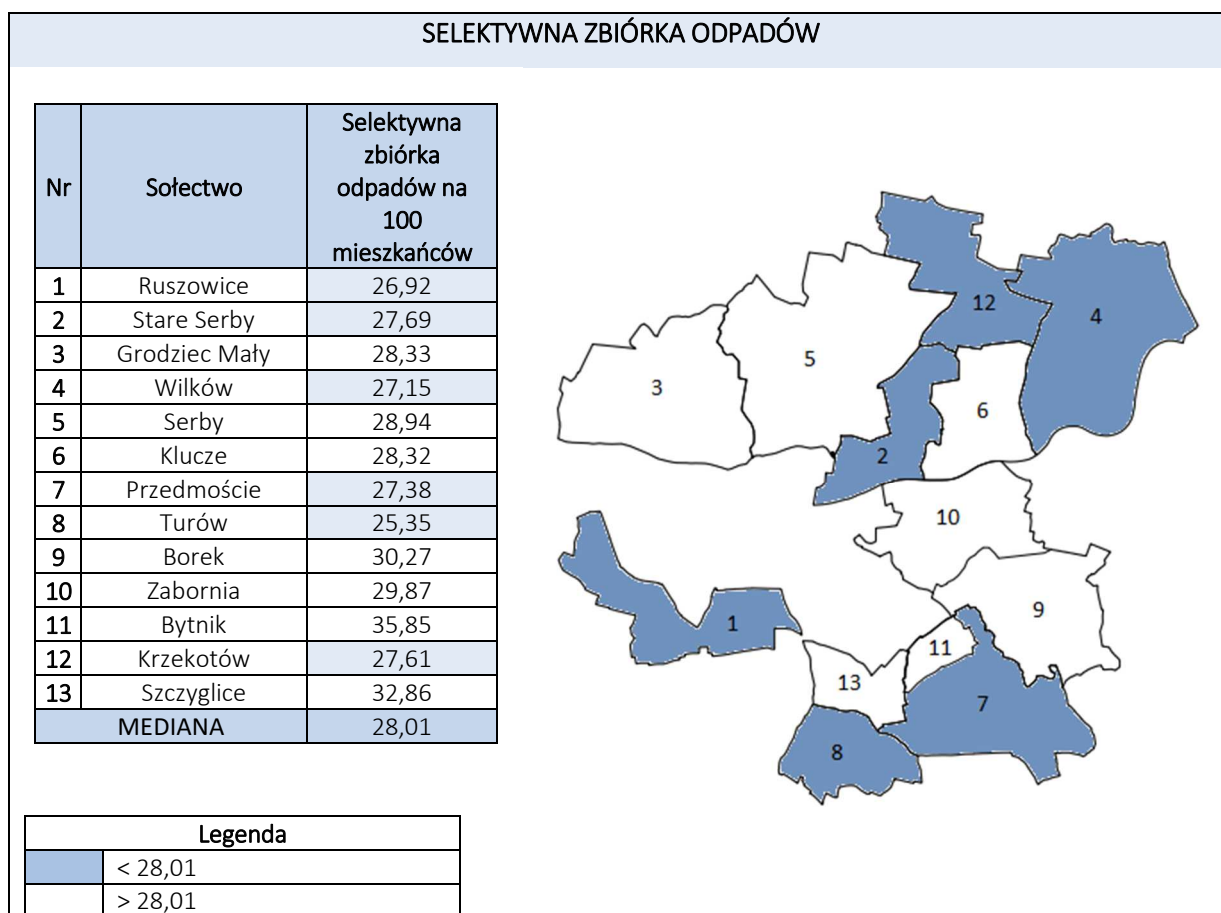 SELEKTYWNA ZBIÓRKA ODPADÓW
Nr Sołectwo Selektywna zbiórka odpadów na 100 mieszkańców
1 Ruszowice 26,92
2 Stare Serby 27,69
3 Grodziec Mały 28,33
4 Wilków 27,15
5 Serby 28,94
6 Klucze 28,32
7 Przedmoście 27,38
8 Turów 25,35
9 Borek 30,27
10 Zabornia 29,87
11 Bytnik 35,85
12 Krzekotów 27,61
13 Szczyglice 32,86
MEDIANA 28,01
12
4
5
3
6
2
10
9
1
11
13
7
8
Legenda
< 28,01
> 28,01